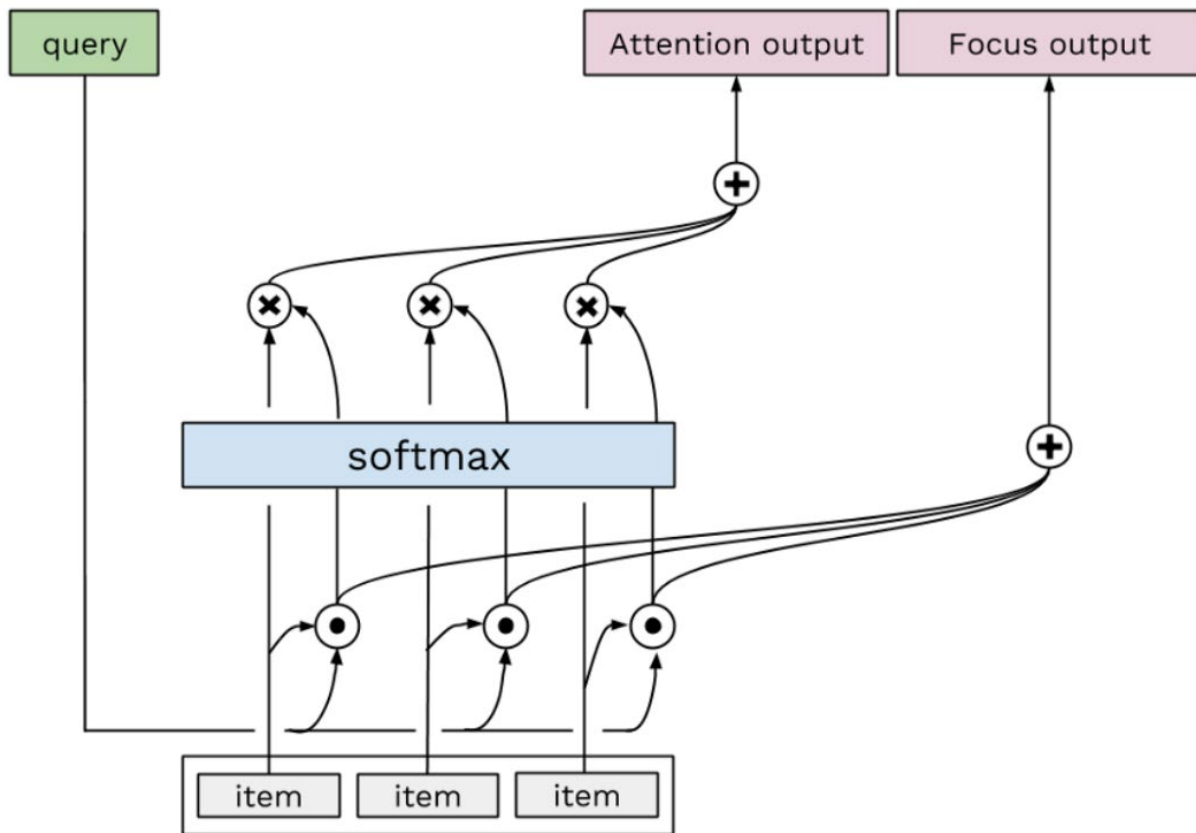 query
Attention output
Focus output
softmax
item
item
item